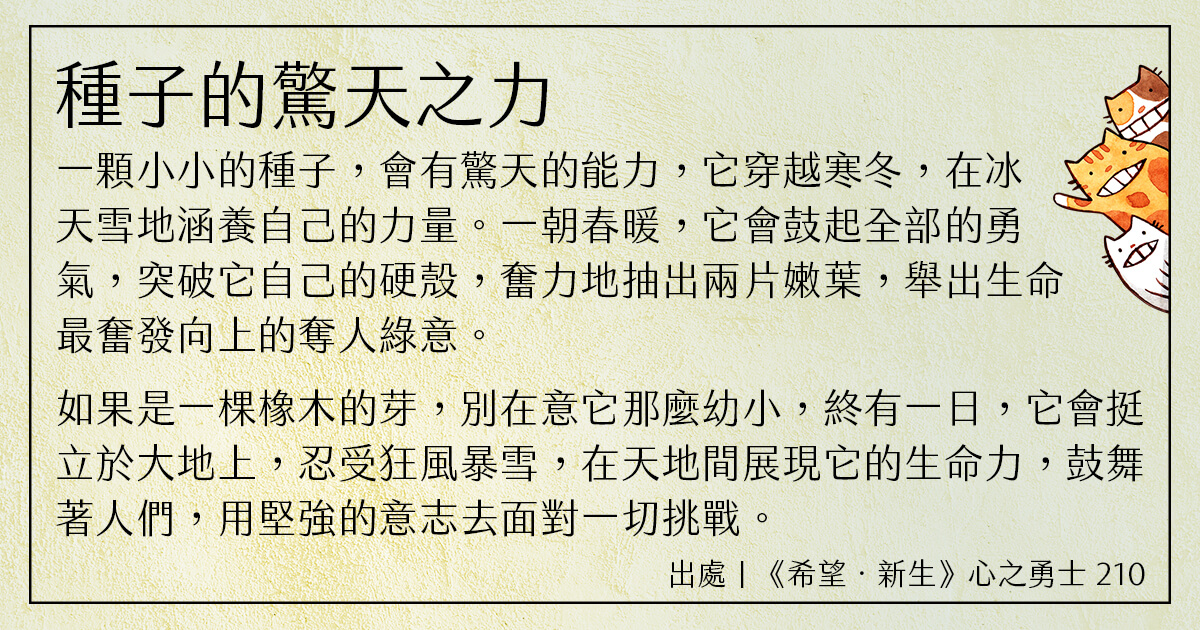 種子的驚天之力
一顆小小的種子，會有驚天的能力，它穿越寒冬，在冰
天雪地涵養自己的力量。一朝春暖，它會鼓起全部的勇
氣，突破它自己的硬殼，奮力地抽出兩片嫩葉，舉出生命
最奮發向上的奪人綠意。
如果是一棵橡木的芽，別在意它那麼幼小，終有一日，它會挺
立於大地上，忍受狂風暴雪，在天地間展現它的生命力，鼓舞
著人們，用堅強的意志去面對一切挑戰。
出處｜《希望．新生》心之勇士 210